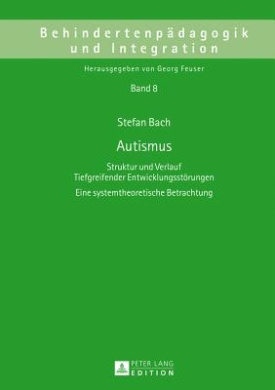 Behindertenpädagogik
und Integration
Herausgegeben von Georg Feuser
Band 8
Stefan Bach
Autismus
Struktur und Verlauf
Tiefgreifender Entwicklungsstörungen
Eine systemtheoretische Betrachtung
PETER LANG
EDITION